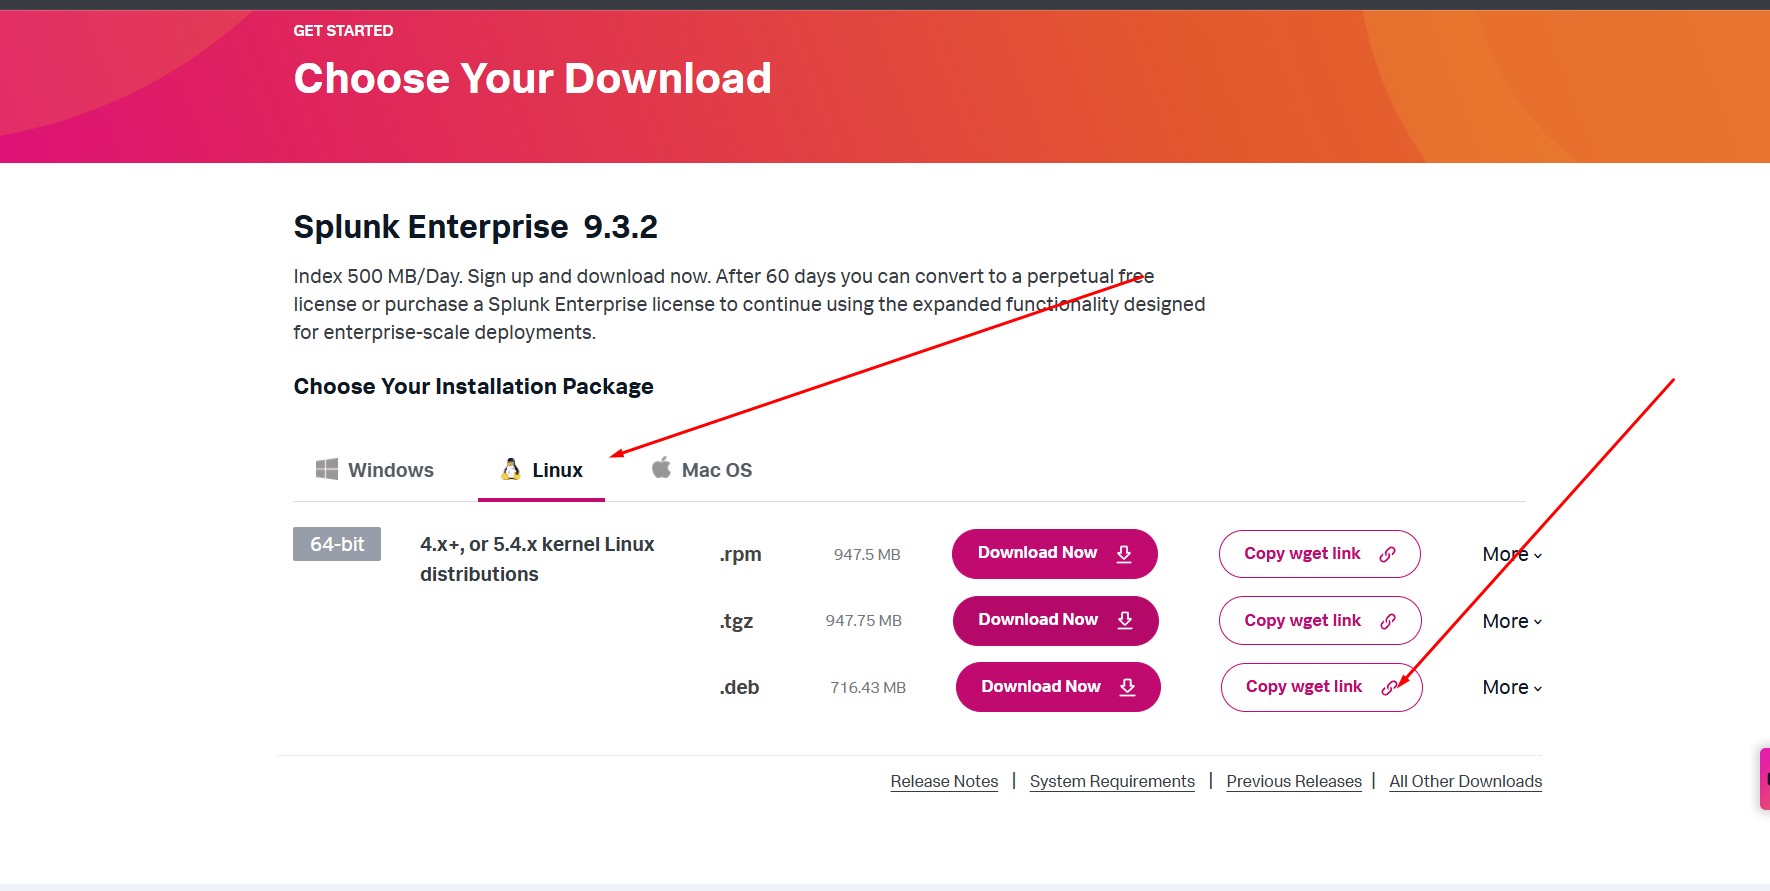 GET STARTED
Choose Your Download
Splunk Enterprise 9.3.2
Index 500 MB/Day. Sign up and download now. After 60 days you can convert to a perpetual free
license or purchase a Splunk Enterprise license to continue using the expanded functionality designed
for enterprise-scale deployments.
Choose Your Installation Package
Windows Linux Mac OS
64-bit 4.x+, or 5.4.x kernel Linux
distributions
.rpm 947.5 MB Download Now Copy wget link More
.tgz 947.75 MB Download Now Copy wget link More
.deb 716.43 MB Download Now Copy wget link More
Release Notes | System Requirements | Previous Releases | All Other Downloads